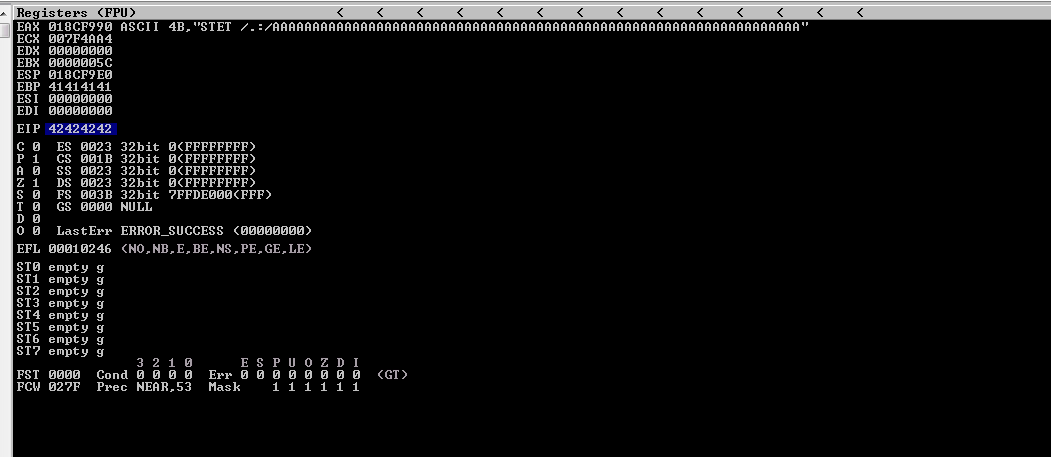 Registers (FPU) < < < < < < < < < < < < < <
EAX 018CF990 ASCII 4B,"STET /.:/AAAAAAAAAAAAAAAAAAAAAAAAAAAAAAAAAAAAAAAAAAAAAAAAAAAAAAAAAAAAAAAAAA"
ECX 007F4AA4
EDX 00000000
EBX 0000005C
ESP 018CF9E0
EBP 41414141
ESI 00000000
EDI 00000000
EIP 42424242
C 0 ES 0023 32bit 0(FFFFFFFF)
P 1 CS 001B 32bit 0(FFFFFFFF)
A 0 SS 0023 32bit 0(FFFFFFFF)
Z 1 DS 0023 32bit 0(FFFFFFFF)
S 0 FS 003B 32bit 7FFDE000(FFF)
T 0 GS 0000 NULL
D 0
O 0 LastErr ERROR_SUCCESS (00000000)
EFL 00010246 (NO,NB,E,BE,NS,PE,GE,LE)
ST0 empty g
ST1 empty g
ST2 empty g
ST3 empty g
ST4 empty g
ST5 empty g
ST6 empty g
ST7 empty g
3 2 1 0 E S P U O Z D I
FST 0000 Cond 0 0 0 0 Err 0 0 0 0 0 0 0 0 (GT)
FCW 027F Prec NEAR,53 Mask 1 1 1 1 1 1